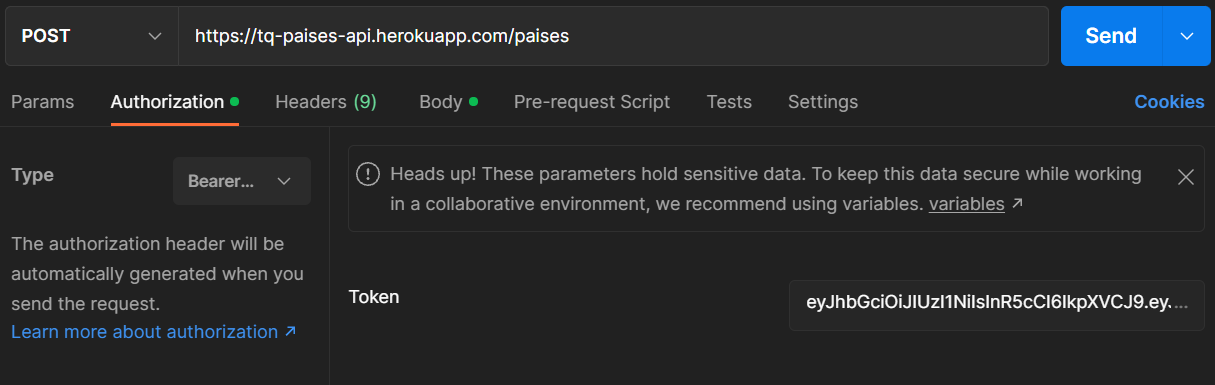 POST
https://tq-paises-api.herokuapp.com/paises
Send
Params
Authorization
Headers (9)
Body
Pre-request Script
Tests
Settings
Cookies
Type
Bearer...
The authorization header will be
automatically generated when you
send the request.
Learn more about authorization ↗
Heads up! These parameters hold sensitive data. To keep this data secure while working
in a collaborative environment, we recommend using variables. variables ↗
Token
eyJhbGciOiJIUzI1NiIsInR5cCI6IkpXVCJ9.ey....